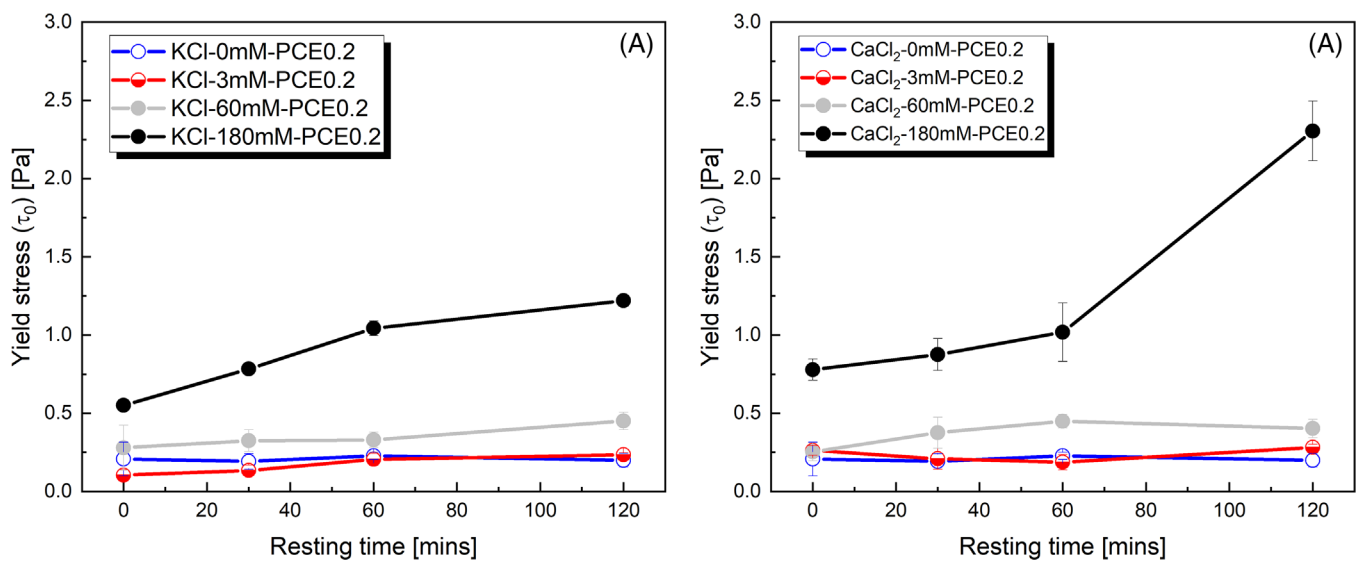 (A)
KCl-0mM-PCE0.2
KCl-3mM-PCE0.2
KCl-60mM-PCE0.2
KCl-180mM-PCE0.2
Yield stress (τ₀) [Pa]
3.0
2.5
2.0
1.5
1.0
0.5
0.0
0 20 40 60 80 100 120
Resting time [mins]
(A)
CaCl₂-0mM-PCE0.2
CaCl₂-3mM-PCE0.2
CaCl₂-60mM-PCE0.2
CaCl₂-180mM-PCE0.2
Yield stress (τ₀) [Pa]
3.0
2.5
2.0
1.5
1.0
0.5
0.0
0 20 40 60 80 100 120
Resting time [mins]